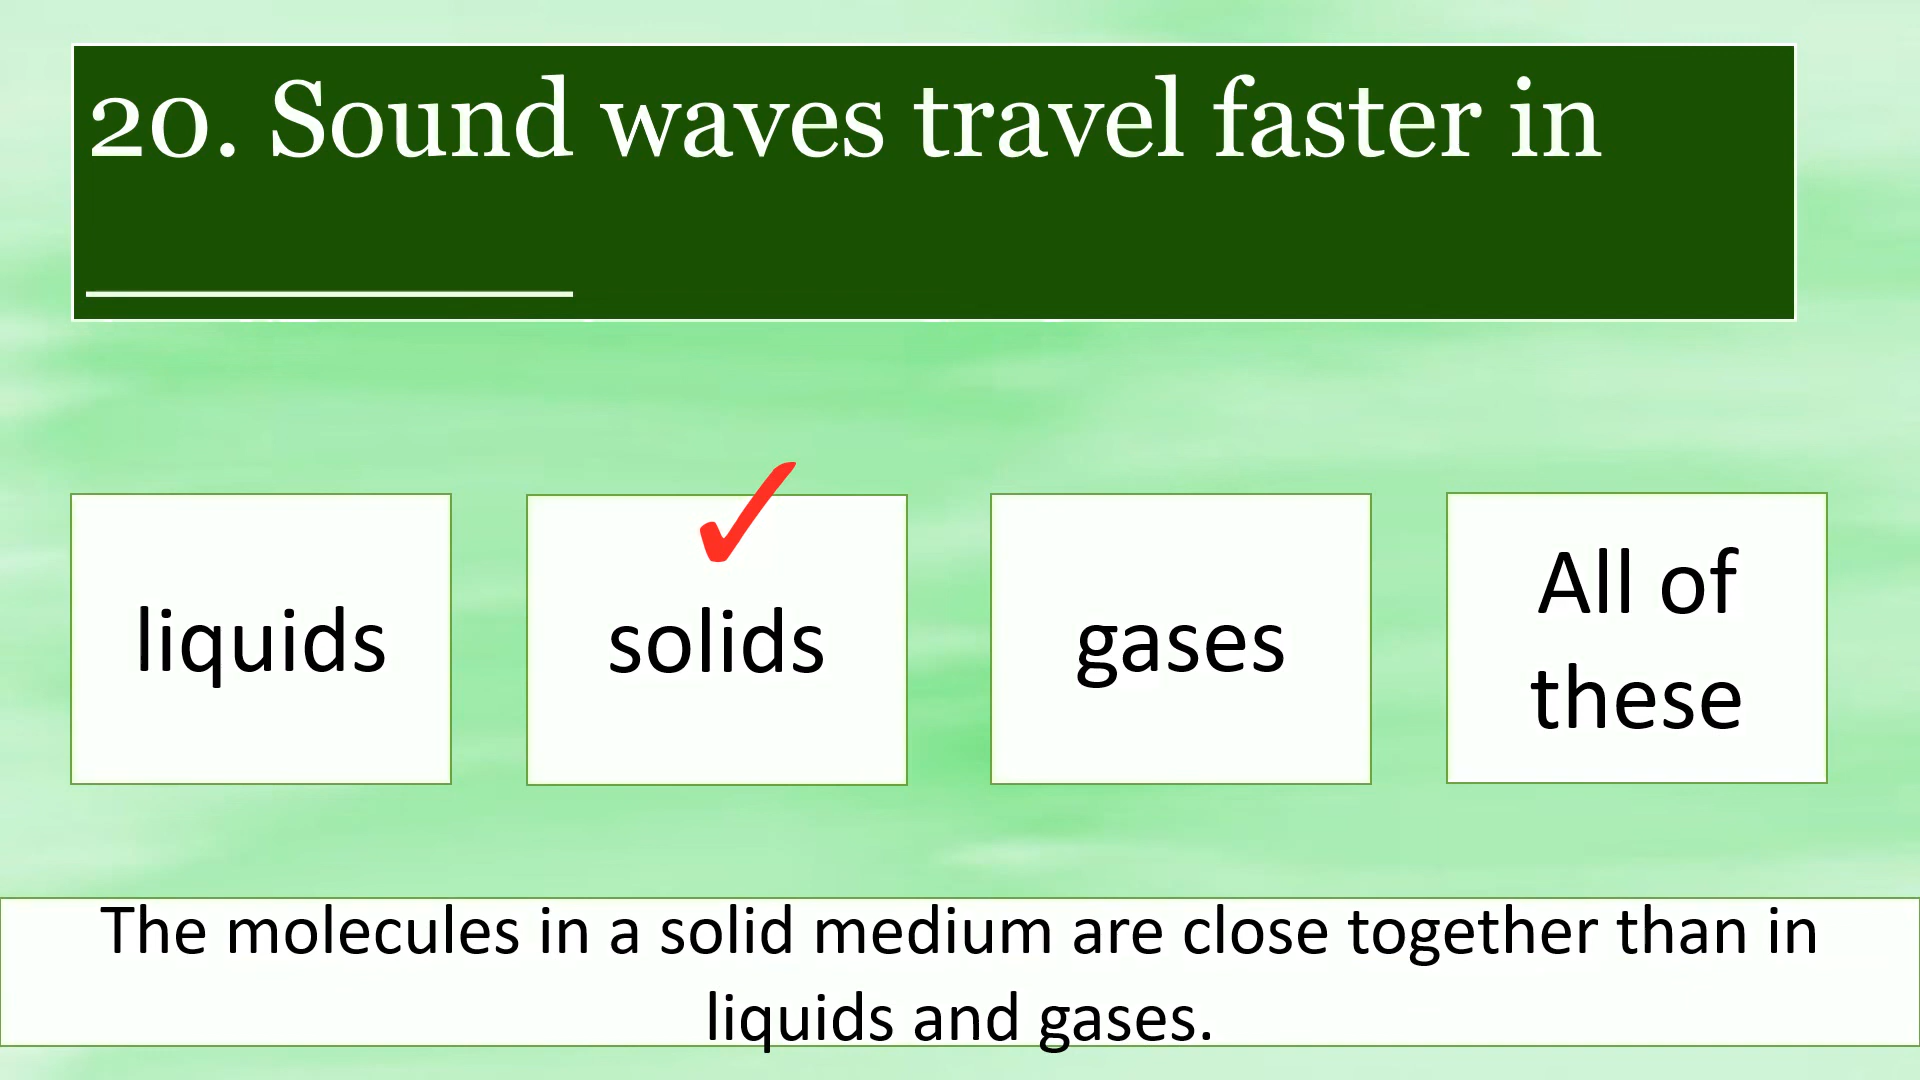 20. Sound waves travel faster in
__________
liquids
solids
gases
All of
these
The molecules in a solid medium are close together than in
liquids and gases.